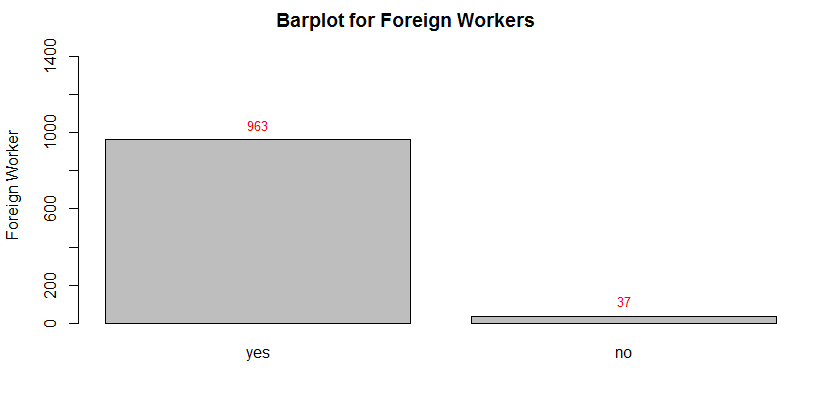 Barplot for Foreign Workers
Foreign Worker
1400
1000
600
200
0
963
37
yes
no